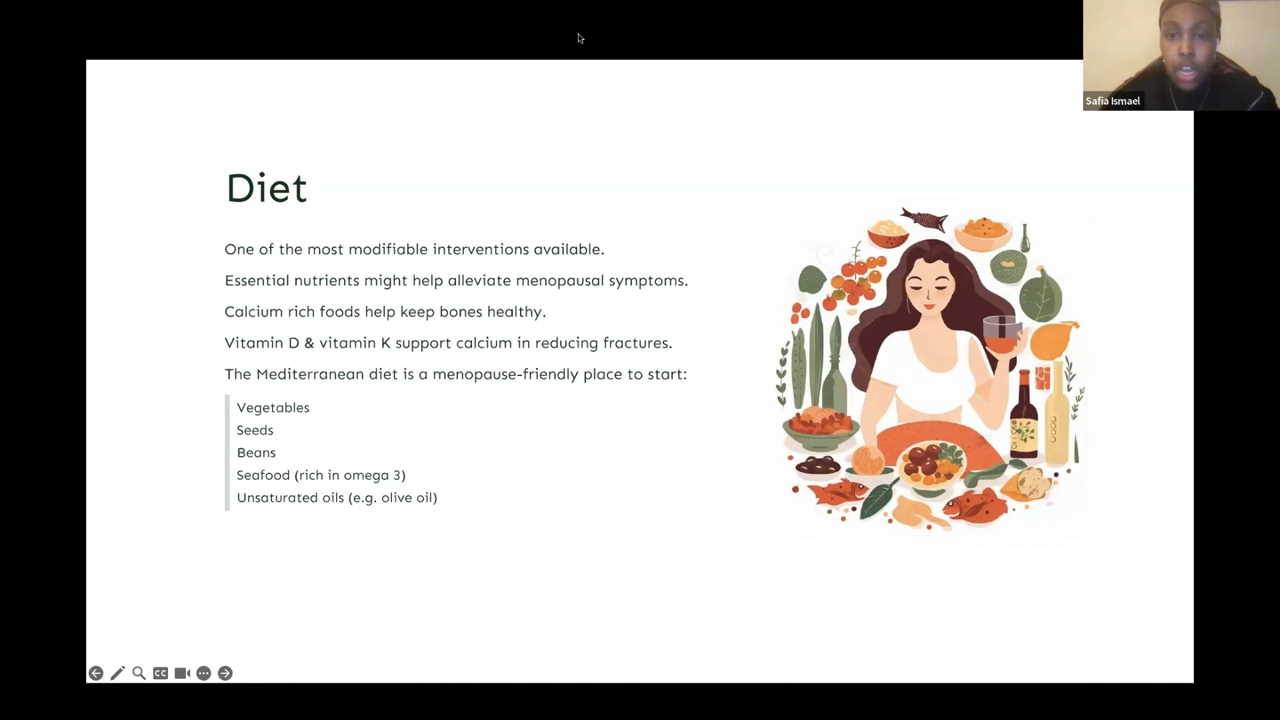 Safia Ismael
Diet
One of the most modifiable interventions available.
Essential nutrients might help alleviate menopausal symptoms.
Calcium rich foods help keep bones healthy.
Vitamin D & vitamin K support calcium in reducing fractures.
The Mediterranean diet is a menopause-friendly place to start:
Vegetables
Seeds
Beans
Seafood (rich in omega 3)
Unsaturated oils (e.g. olive oil)
CC